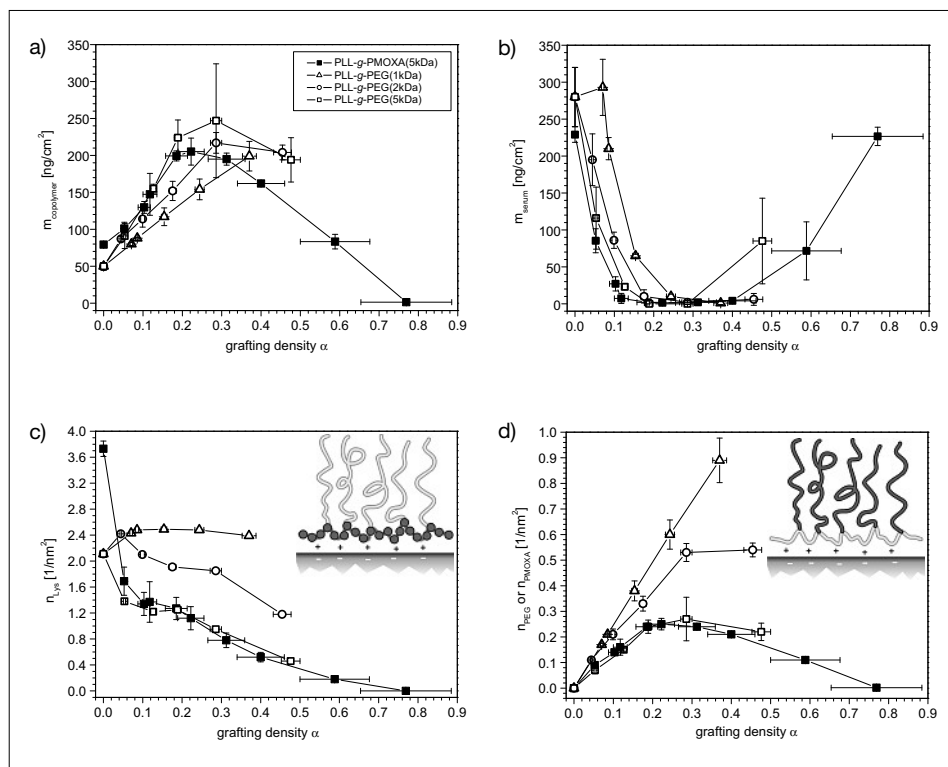 a)
350
300
250
200
150
100
50
0
m copolymer [ng/cm²]
0.0 0.1 0.2 0.3 0.4 0.5 0.6 0.7 0.8 0.9
grafting density α
PLL-g-PMOXA(5kDa)
PLL-g-PEG(1kDa)
PLL-g-PEG(2kDa)
PLL-g-PEG(5kDa)
b)
350
300
250
200
150
100
50
0
m serum [ng/cm²]
0.0 0.1 0.2 0.3 0.4 0.5 0.6 0.7 0.8 0.9
grafting density α
c)
4.0
3.6
3.2
2.8
2.4
2.0
1.6
1.2
0.8
0.4
0.0
n Lys [1/nm²]
+ + + +
− − − −
0.0 0.1 0.2 0.3 0.4 0.5 0.6 0.7 0.8 0.9
grafting density α
d)
1.0
0.9
0.8
0.7
0.6
0.5
0.4
0.3
0.2
0.1
0.0
n PEG or n PMOXA [1/nm²]
+ + + +
− − − −
0.0 0.1 0.2 0.3 0.4 0.5 0.6 0.7 0.8 0.9
grafting density α